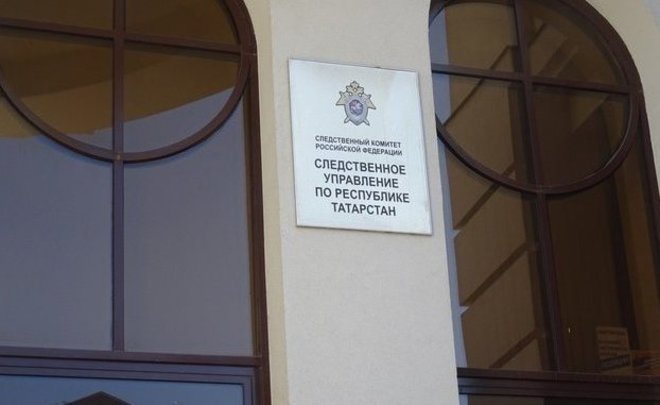 СЛЕДСТВЕННЫЙ КОМИТЕТ
РОССИЙСКОЙ ФЕДЕРАЦИИ
СЛЕДСТВЕННОЕ
УПРАВЛЕНИЕ
ПО РЕСПУБЛИКЕ
ТАТАРСТАН